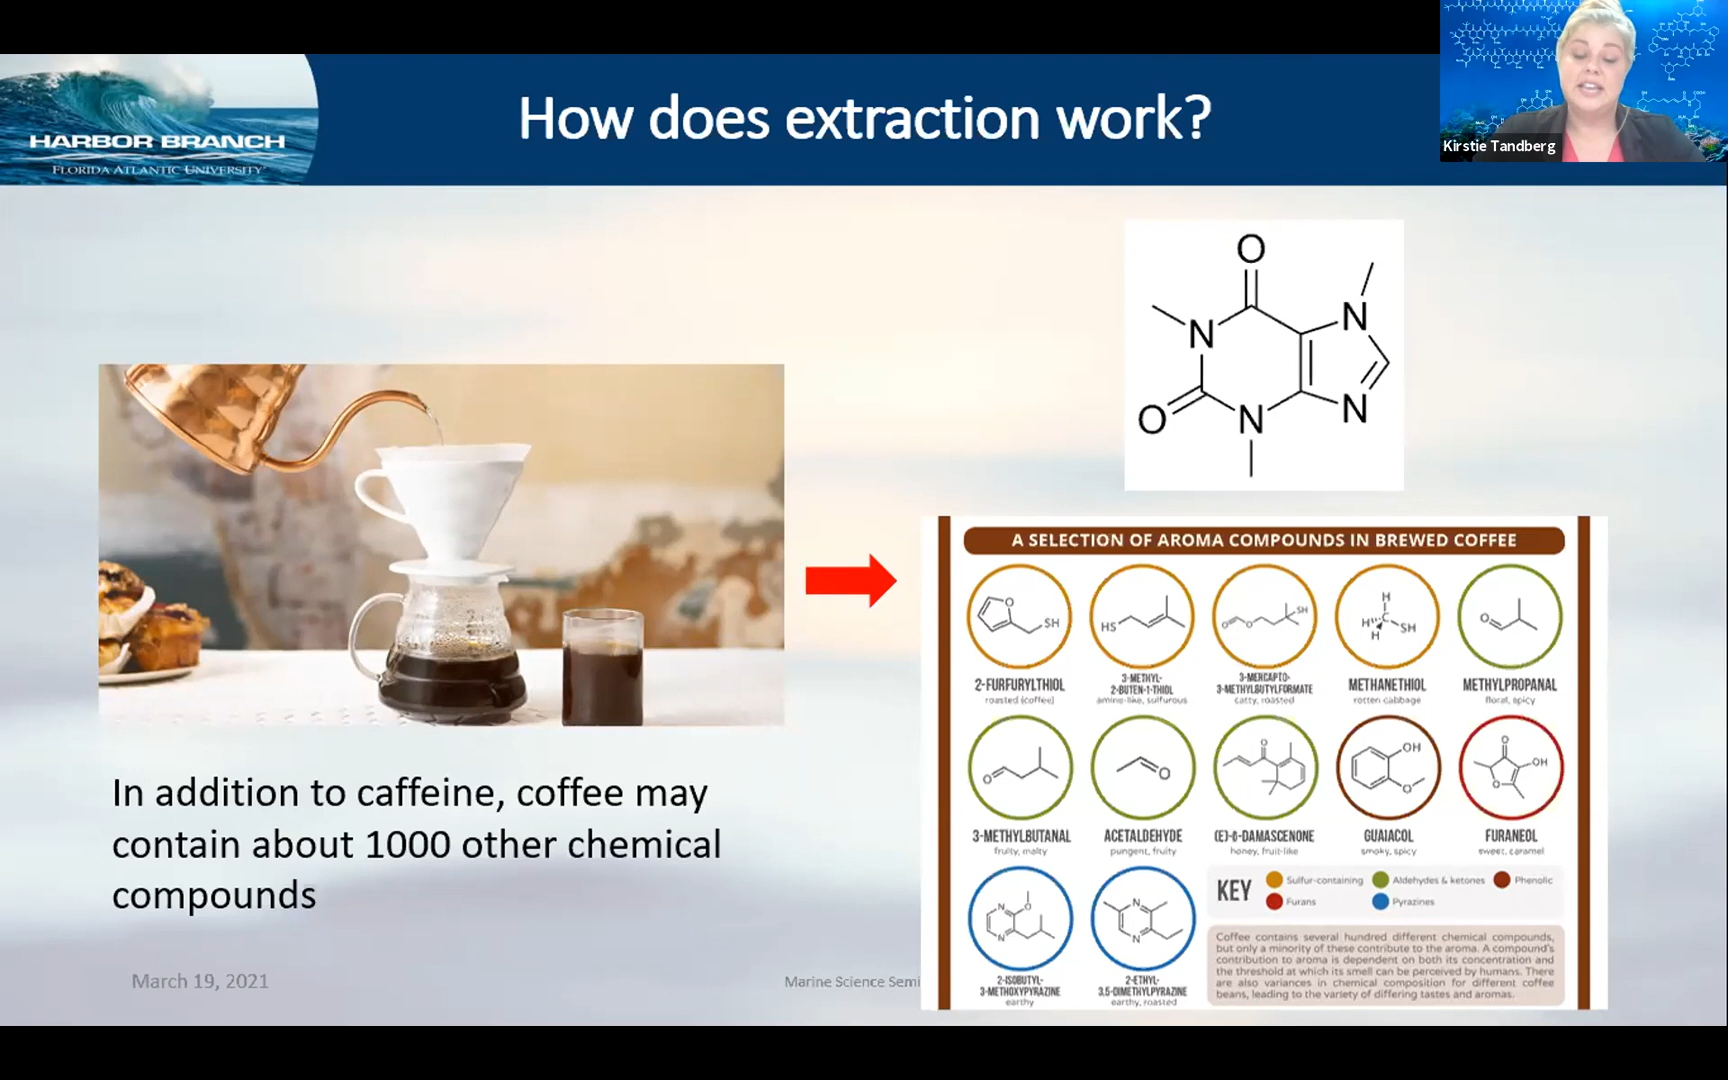 HARBOR BRANCH
FLORIDA ATLANTIC UNIVERSITY
How does extraction work?
Kirstie Tandberg
O
N
N
O
N
N
In addition to caffeine, coffee may
contain about 1000 other chemical
compounds
A SELECTION OF AROMA COMPOUNDS IN BREWED COFFEE
O
SH
HS
O
O
SH
H
H
C
H
SH
O
2-FURFURYLTHIOL
roasted (coffee)
3-METHYL-
2-BUTEN-1-THIOL
amine-like, sulfurous
3-MERCAPTO-
3-METHYLBUTYLFORMATE
catty, roasted
METHANETHIOL
rotten cabbage
METHYLPROPANAL
floral, spicy
O
O
O
OH
O
O
OH
O
3-METHYLBUTANAL
fruity, malty
ACETALDEHYDE
pungent, fruity
(E)-β-DAMASCENONE
honey, fruit-like
GUAIACOL
smoky, spicy
FURANEOL
sweet, caramel
N
O
N
N
N
2-ISOBUTYL-
3-METHOXYPYRAZINE
earthy
2-ETHYL-
3,5-DIMETHYLPYRAZINE
earthy, roasted
KEY
Sulfur-containing
Aldehydes & ketones
Phenolic
Furans
Pyrazines
Coffee contains several hundred different chemical compounds,
but only a minority of these contribute to the aroma. A compound's
contribution to aroma is dependent on both its concentration and
the threshold at which its smell can be perceived by humans. There
are also variances in chemical composition for different coffee
beans, leading to the variety of differing tastes and aromas.
March 19, 2021
Marine Science Semi